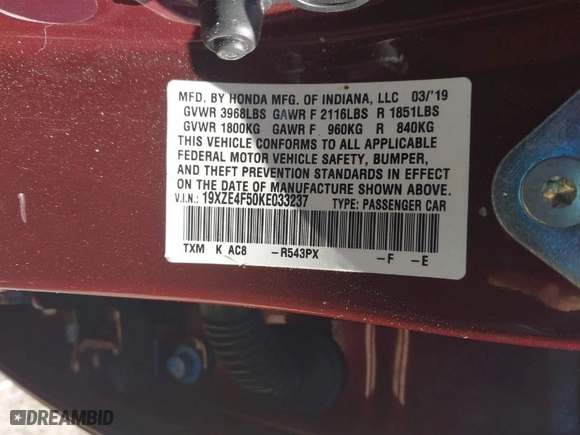 MFD. BY HONDA MFG. OF INDIANA, LLC 03/'19
GVWR 3968LBS GAWR F 2116LBS R 1851LBS
GVWR 1800KG GAWR F 960KG R 840KG
THIS VEHICLE CONFORMS TO ALL APPLICABLE
FEDERAL MOTOR VEHICLE SAFETY, BUMPER,
AND THEFT PREVENTION STANDARDS IN EFFECT
ON THE DATE OF MANUFACTURE SHOWN ABOVE.
V.I.N.: 19XZE4F50KE033237 TYPE: PASSENGER CAR
TXM K AC8 -R543PX -F -E
DREAMBID